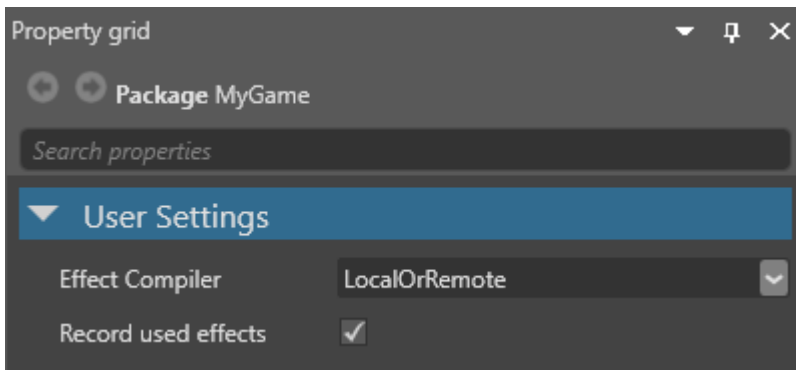 Property grid
Package MyGame
Search properties
User Settings
Effect Compiler LocalOrRemote
Record used effects